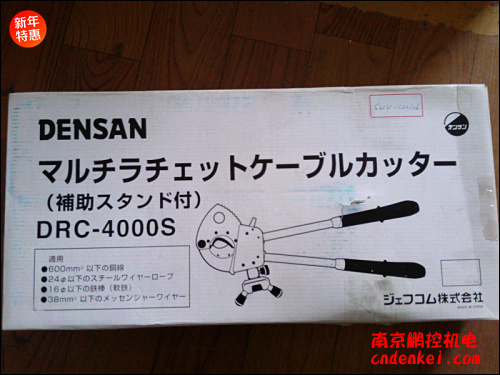 新年
特惠
DENSAN
デンサン
マルチラチェットケーブルカッター
(補助スタンド付)
DRC-4000S
適用
●600mm²以下の銅線
●24φ以下のスチールワイヤーロープ
●16φ以下の鉄棒(軟鉄)
●38mm²以下のメッセンジャーワイヤー
ジェフコム株式会社
南京鹏控机电
cndenkei.com